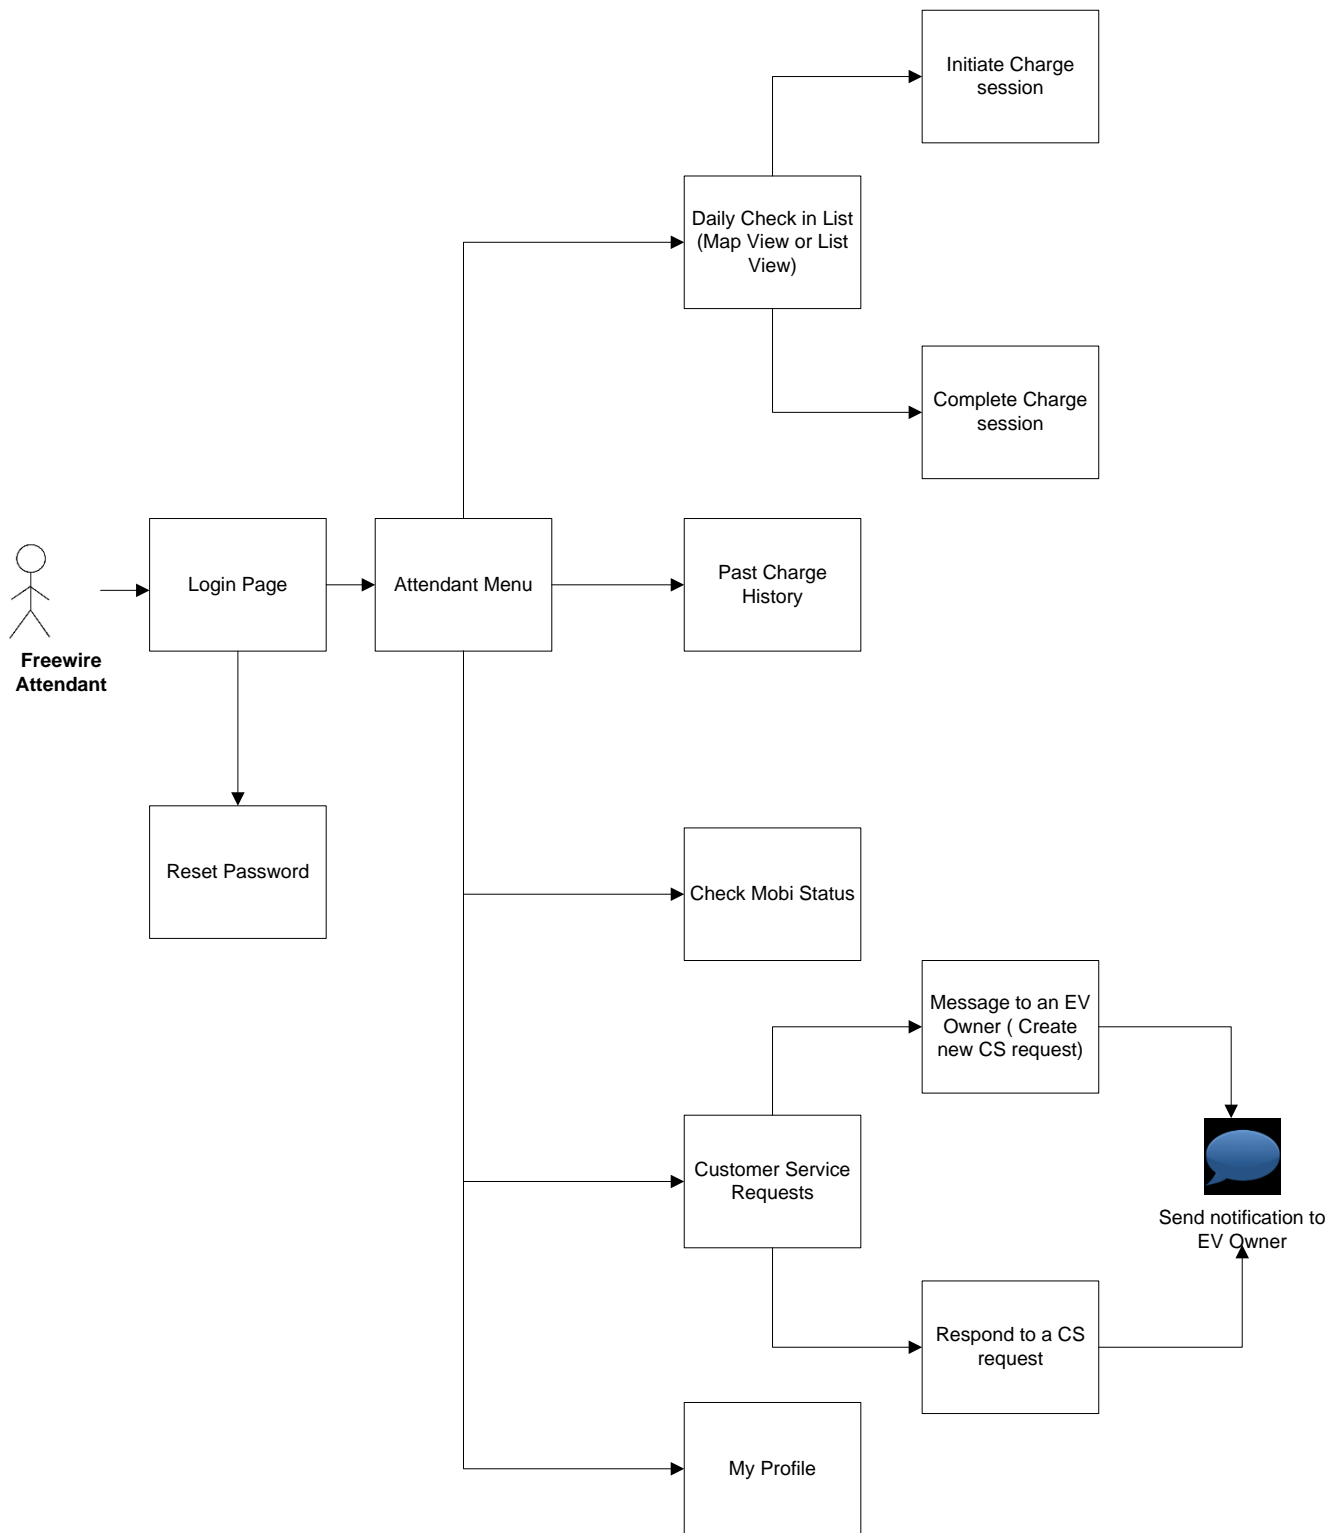 Initiate Charge
session
Daily Check in List
(Map View or List
View)
Complete Charge
session
Login Page
Attendant Menu
Past Charge
History
Freewire
Attendant
Reset Password
Check Mobi Status
Message to an EV
Owner ( Create
new CS request)
Customer Service
Requests
Send notification to
EV Owner
Respond to a CS
request
My Profile